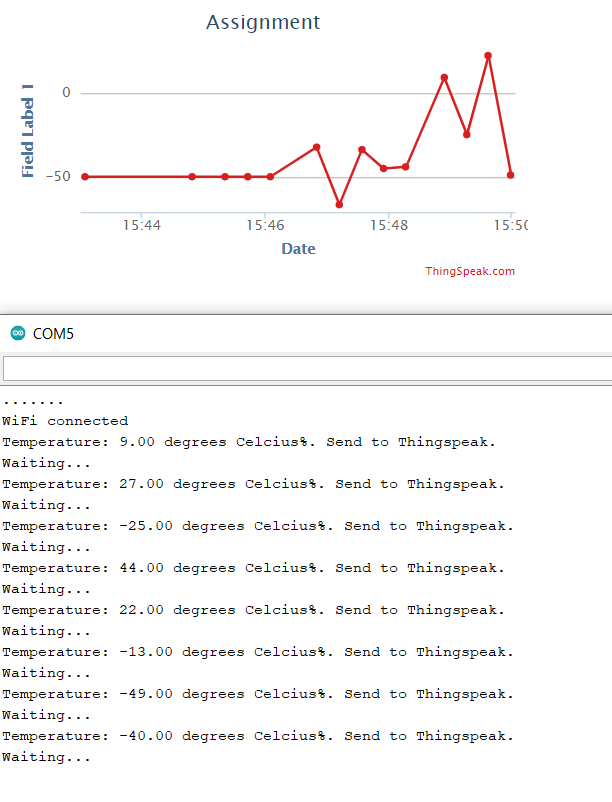 Assignment
Field Label 1
0
-50
15:44 15:46 15:48 15:50
Date
ThingSpeak.com
COM5
.......
WiFi connected
Temperature: 9.00 degrees Celcius%. Send to Thingspeak.
Waiting...
Temperature: 27.00 degrees Celcius%. Send to Thingspeak.
Waiting...
Temperature: -25.00 degrees Celcius%. Send to Thingspeak.
Waiting...
Temperature: 44.00 degrees Celcius%. Send to Thingspeak.
Waiting...
Temperature: 22.00 degrees Celcius%. Send to Thingspeak.
Waiting...
Temperature: -13.00 degrees Celcius%. Send to Thingspeak.
Waiting...
Temperature: -49.00 degrees Celcius%. Send to Thingspeak.
Waiting...
Temperature: -40.00 degrees Celcius%. Send to Thingspeak.
Waiting...